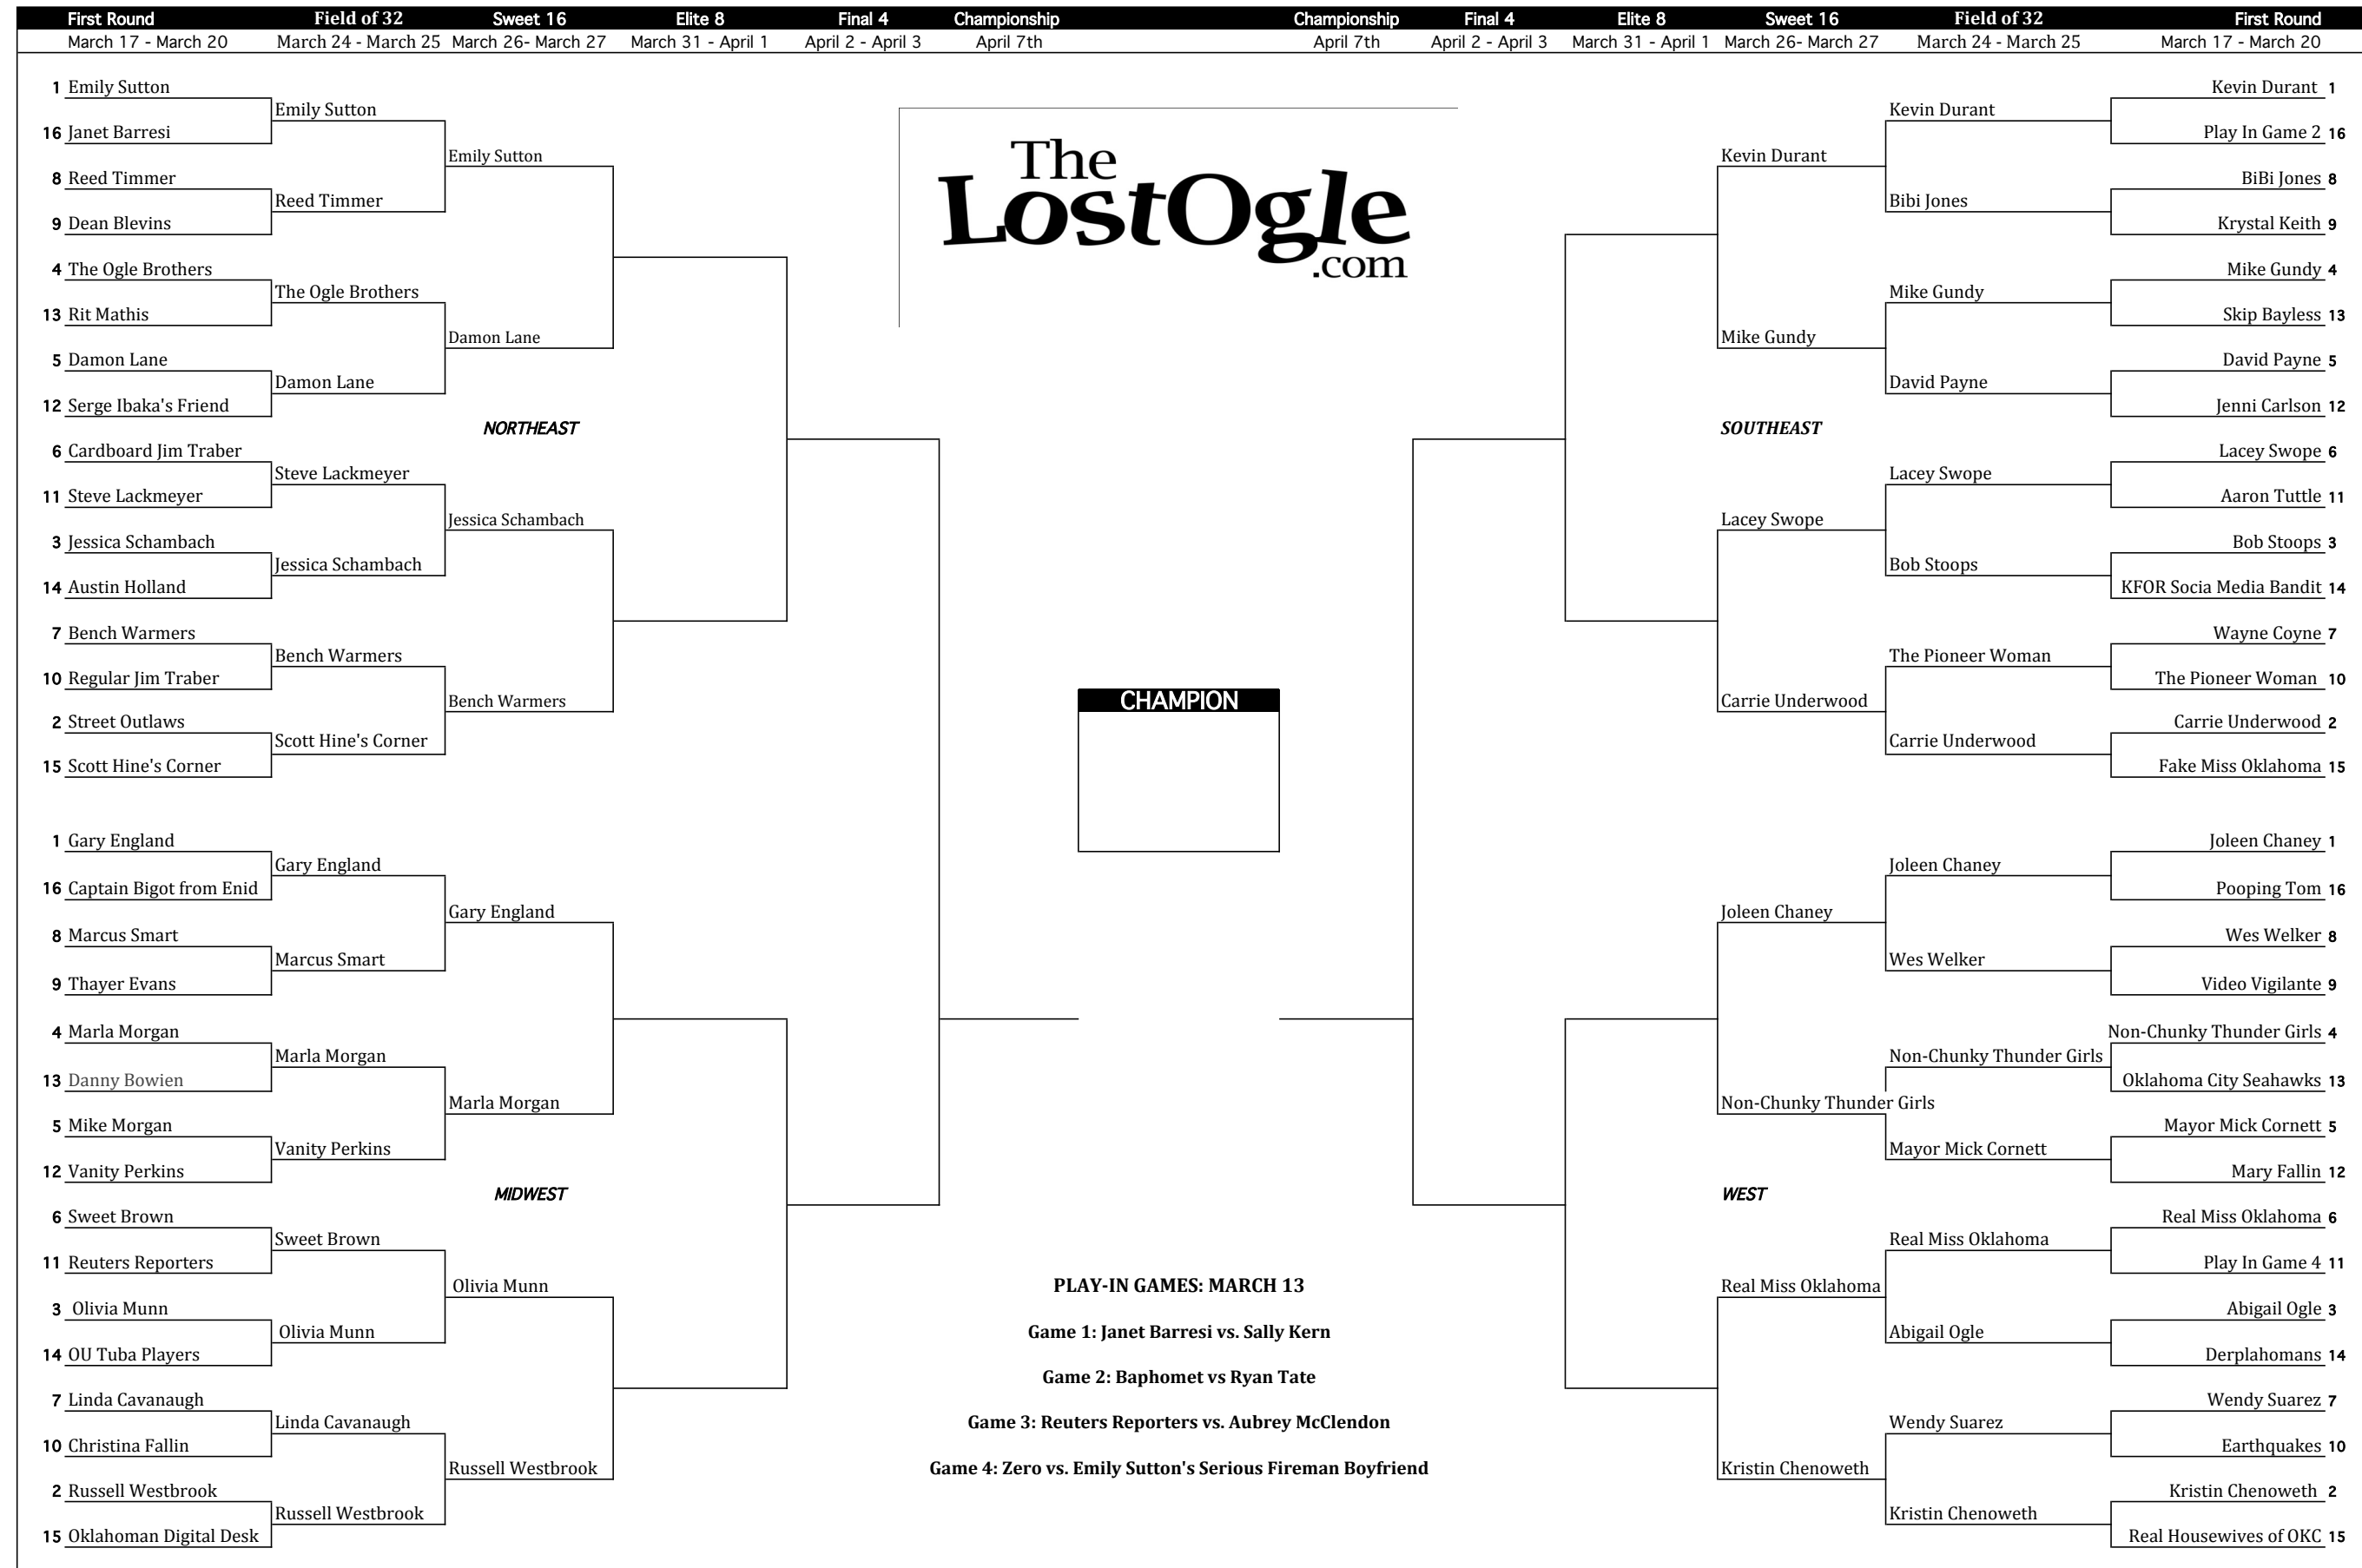 First Round Field of 32 Sweet 16 Elite 8 Final 4 Championship Championship Final 4 Elite 8 Sweet 16 Field of 32 First Round
March 17 - March 20 March 24 - March 25 March 26- March 27 March 31 - April 1 April 2 - April 3 April 7th April 7th April 2 - April 3 March 31 - April 1 March 26- March 27 March 24 - March 25 March 17 - March 20
The
LostOgle
.com
1 Emily Sutton
16 Janet Barresi
8 Reed Timmer
9 Dean Blevins
4 The Ogle Brothers
13 Rit Mathis
5 Damon Lane
12 Serge Ibaka's Friend
6 Cardboard Jim Traber
11 Steve Lackmeyer
3 Jessica Schambach
14 Austin Holland
7 Bench Warmers
10 Regular Jim Traber
2 Street Outlaws
15 Scott Hine's Corner
Emily Sutton
Reed Timmer
The Ogle Brothers
Damon Lane
Steve Lackmeyer
Jessica Schambach
Bench Warmers
Scott Hine's Corner
Emily Sutton
Damon Lane
NORTHEAST
Jessica Schambach
Bench Warmers
1 Gary England
16 Captain Bigot from Enid
8 Marcus Smart
9 Thayer Evans
4 Marla Morgan
13 Danny Bowien
5 Mike Morgan
12 Vanity Perkins
6 Sweet Brown
11 Reuters Reporters
3 Olivia Munn
14 OU Tuba Players
7 Linda Cavanaugh
10 Christina Fallin
2 Russell Westbrook
15 Oklahoman Digital Desk
Gary England
Marcus Smart
Marla Morgan
Vanity Perkins
Sweet Brown
Olivia Munn
Linda Cavanaugh
Russell Westbrook
Gary England
Marla Morgan
MIDWEST
Olivia Munn
Russell Westbrook
CHAMPION
PLAY-IN GAMES: MARCH 13
Game 1: Janet Barresi vs. Sally Kern
Game 2: Baphomet vs Ryan Tate
Game 3: Reuters Reporters vs. Aubrey McClendon
Game 4: Zero vs. Emily Sutton's Serious Fireman Boyfriend
Kevin Durant
Mike Gundy
SOUTHEAST
Lacey Swope
Carrie Underwood
Kevin Durant
Bibi Jones
Mike Gundy
David Payne
Lacey Swope
Bob Stoops
The Pioneer Woman
Carrie Underwood
Kevin Durant 1
Play In Game 2 16
BiBi Jones 8
Krystal Keith 9
Mike Gundy 4
Skip Bayless 13
David Payne 5
Jenni Carlson 12
Lacey Swope 6
Aaron Tuttle 11
Bob Stoops 3
KFOR Socia Media Bandit 14
Wayne Coyne 7
The Pioneer Woman 10
Carrie Underwood 2
Fake Miss Oklahoma 15
Joleen Chaney
Non-Chunky Thunder Girls
WEST
Real Miss Oklahoma
Kristin Chenoweth
Joleen Chaney
Wes Welker
Non-Chunky Thunder Girls
Mayor Mick Cornett
Real Miss Oklahoma
Abigail Ogle
Wendy Suarez
Kristin Chenoweth
Joleen Chaney 1
Pooping Tom 16
Wes Welker 8
Video Vigilante 9
Non-Chunky Thunder Girls 4
Oklahoma City Seahawks 13
Mayor Mick Cornett 5
Mary Fallin 12
Real Miss Oklahoma 6
Play In Game 4 11
Abigail Ogle 3
Derplahomans 14
Wendy Suarez 7
Earthquakes 10
Kristin Chenoweth 2
Real Housewives of OKC 15